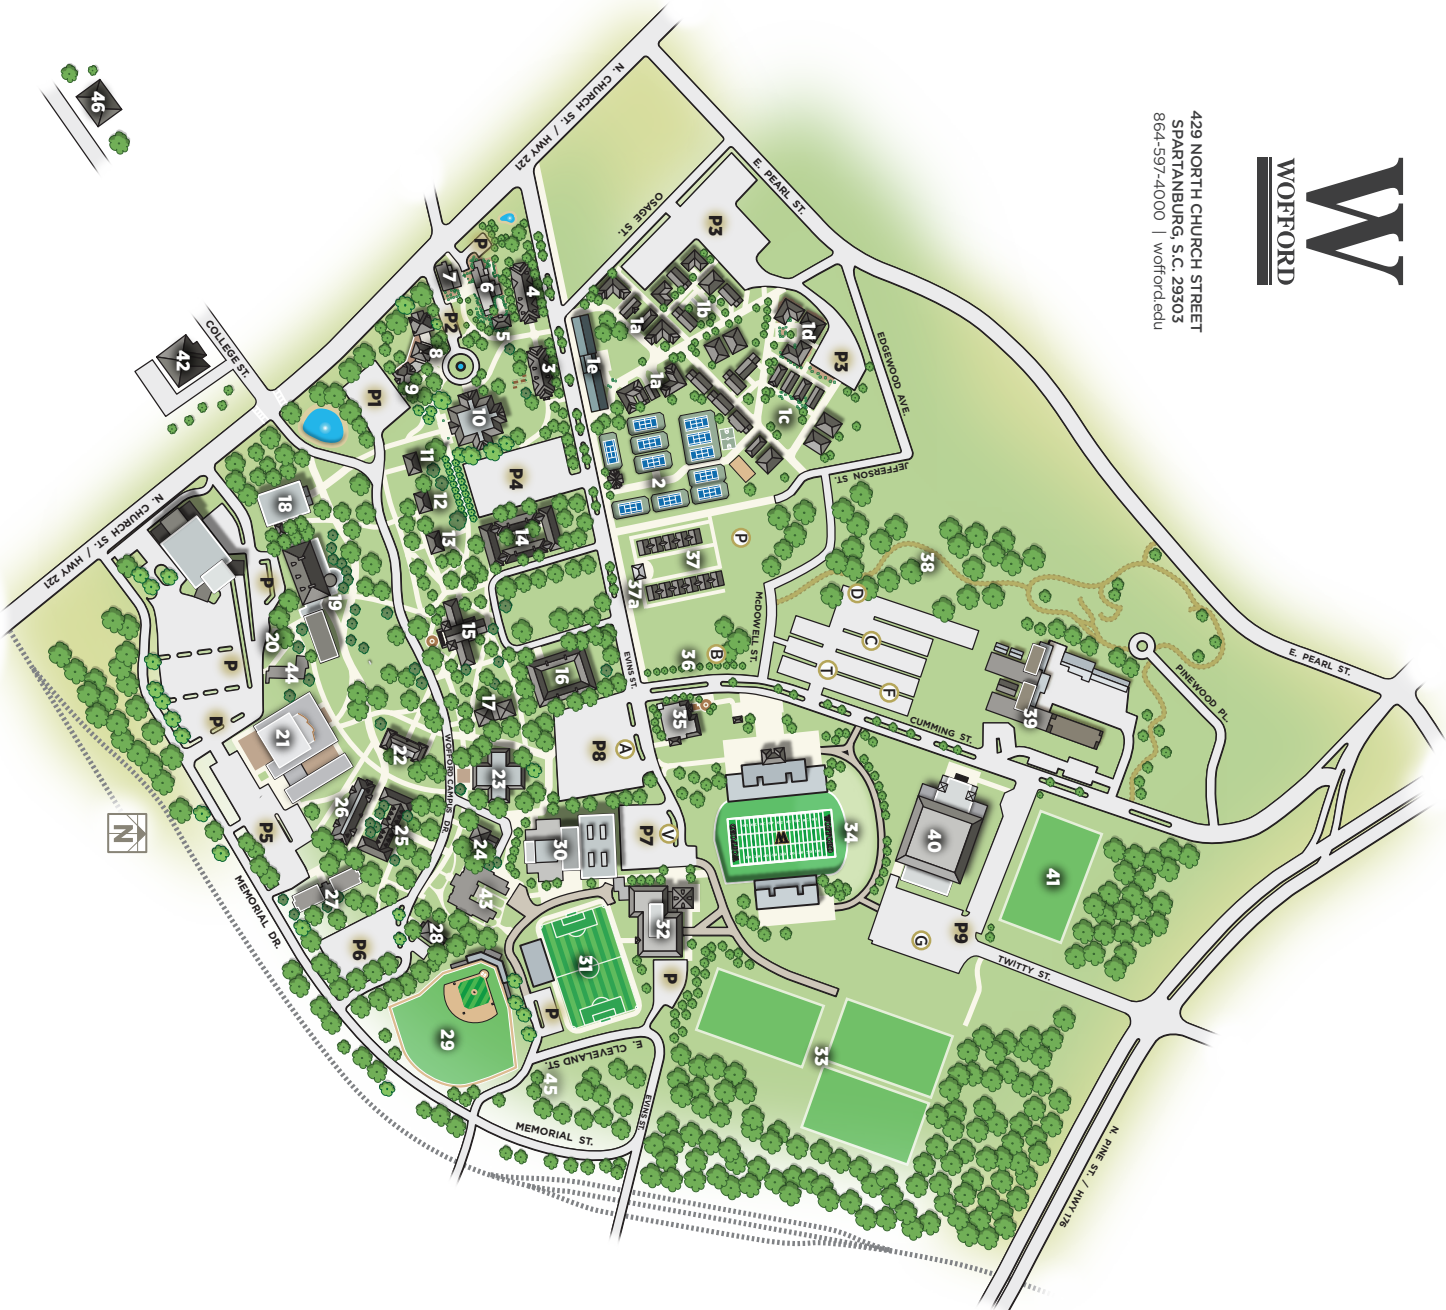 W
WOFFORD
429 NORTH CHURCH STREET
SPARTANBURG, S.C. 29303
864-597-4000 | wofford.edu
N. CHURCH ST. / HWY 221
E. PEARL ST.
OSAGE ST.
EDGEWOOD AVE.
JEFFERSON ST.
COLLEGE ST.
N. CHURCH ST. / HWY 221
EVINS ST.
McDOWELL ST.
CUMMING ST.
PINEWOOD PL.
E. PEARL ST.
WOFFORD CAMPUS DR.
MEMORIAL DR.
TWITTY ST.
E. CLEVELAND ST.
EVINS ST.
MEMORIAL ST.
N. PINE ST. / HWY 176
N
46
42
P3
P3
1a
1b
1d
1a
1e
1c
2
P
7
6
4
5
P2
8
9
3
P1
10
P4
11
12
13
14
15
16
17
18
19
20
44
P
P
P
21
22
23
24
25
26
27
28
P5
P6
P8
A
P7
V
30
43
29
31
32
P
P
45
33
34
W
35
36
B
37
37a
P
38
D
C
T
F
39
40
41
P9
G